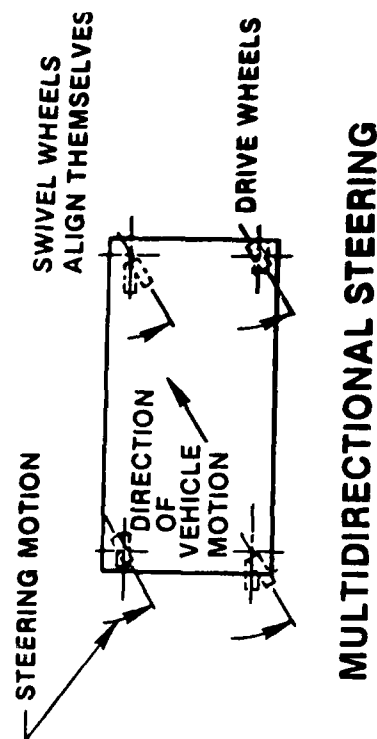 STEERING MOTION
SWIVEL WHEELS
ALIGN THEMSELVES
DIRECTION
OF
VEHICLE
MOTION
DRIVE WHEELS
MULTIDIRECTIONAL STEERING